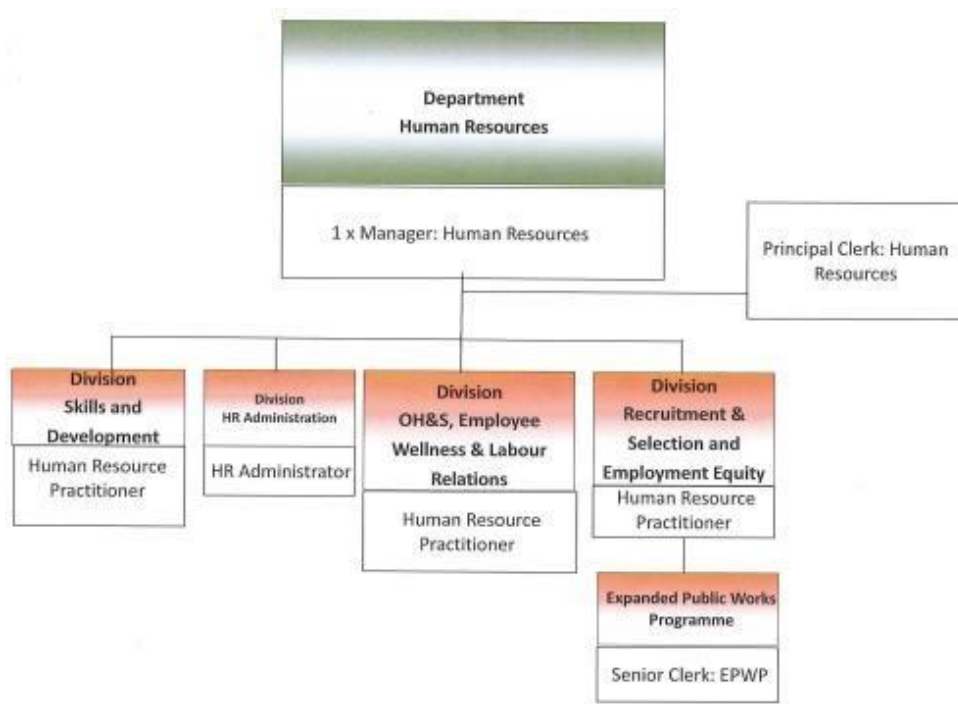 Department
Human Resources
1 x Manager: Human Resources
Principal Clerk: Human
Resources
Division
Skills and
Development
Human Resource
Practitioner
Division
HR Administration
HR Administrator
Division
OH&S, Employee
Wellness & Labour
Relations
Human Resource
Practitioner
Division
Recruitment &
Selection and
Employment Equity
Human Resource
Practitioner
Expanded Public Works
Programme
Senior Clerk: EPWP